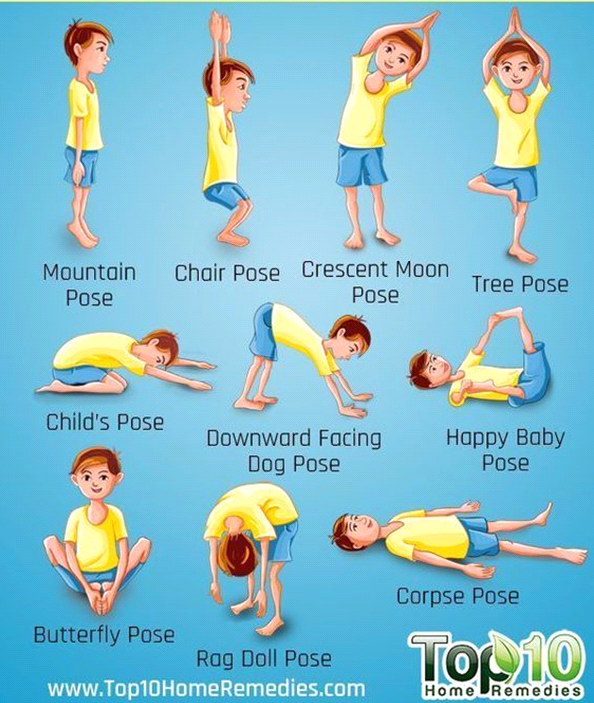 Mountain
Pose
Chair Pose
Crescent Moon
Pose
Tree Pose
Child's Pose
Downward Facing
Dog Pose
Happy Baby
Pose
Butterfly Pose
Rag Doll Pose
Corpse Pose
www.Top10HomeRemedies.com
Top10
Home Remedies